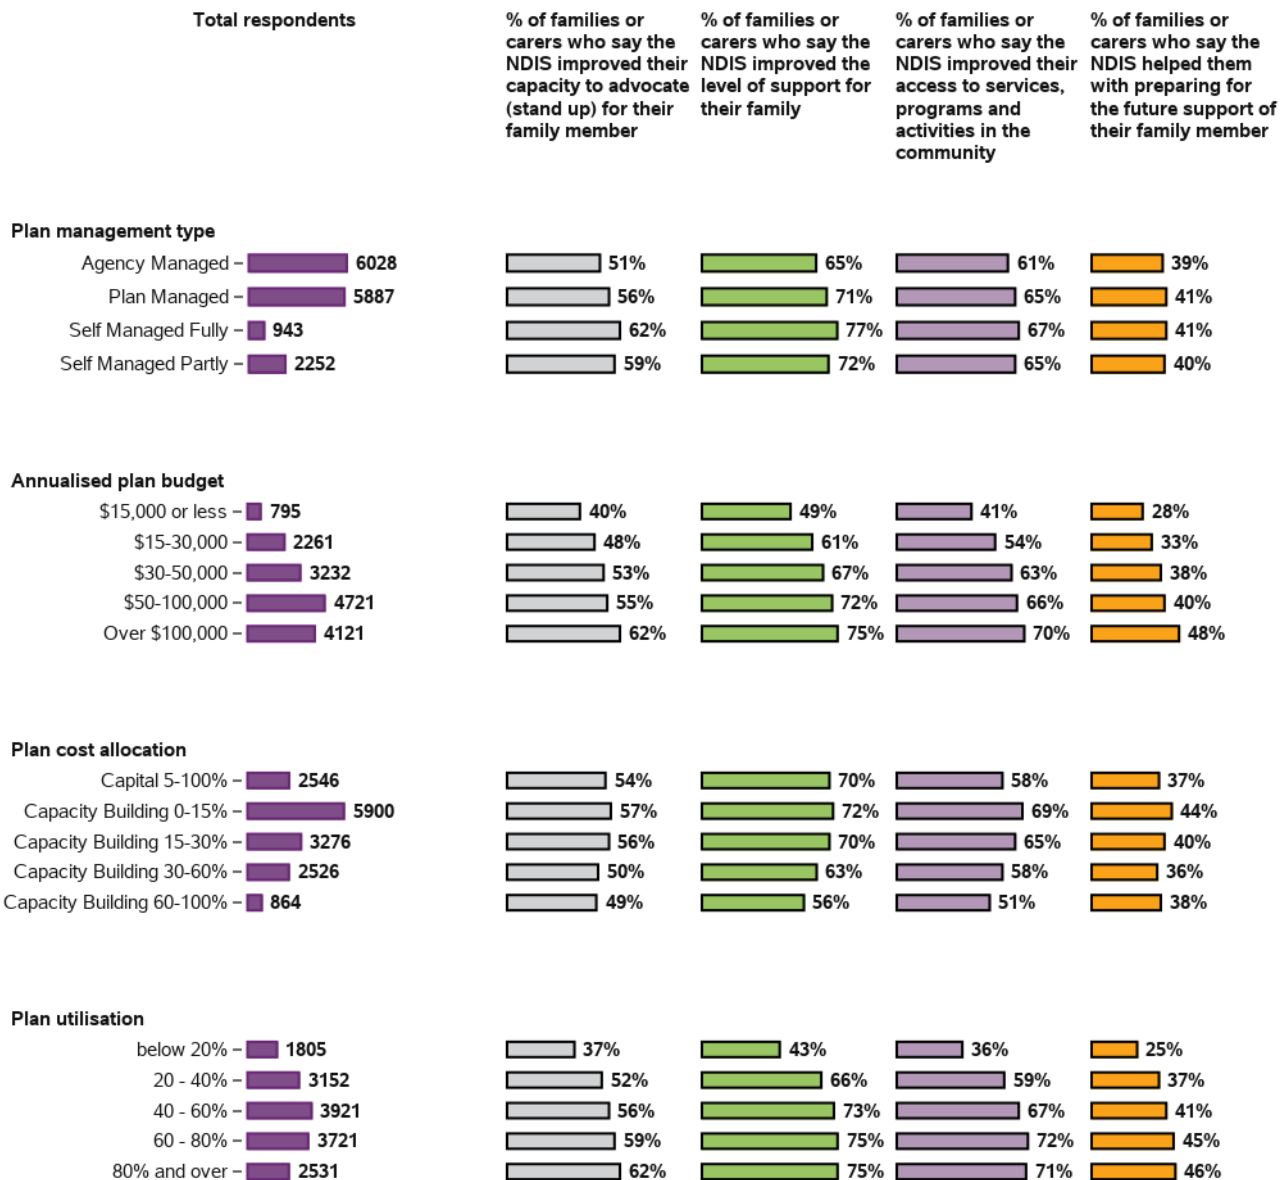 Total respondents
% of families or
carers who say the
NDIS improved their
capacity to advocate
(stand up) for their
family member
% of families or
carers who say the
NDIS improved the
level of support for
their family
% of families or
carers who say the
NDIS improved their
access to services,
programs and
activities in the
community
% of families or
carers who say the
NDIS helped them
with preparing for
the future support of
their family member
Plan management type
Agency Managed 6028 51% 65% 61% 39%
Plan Managed 5887 56% 71% 65% 41%
Self Managed Fully 943 62% 77% 67% 41%
Self Managed Partly 2252 59% 72% 65% 40%
Annualised plan budget
$15,000 or less 795 40% 49% 41% 28%
$15-30,000 2261 48% 61% 54% 33%
$30-50,000 3232 53% 67% 63% 38%
$50-100,000 4721 55% 72% 66% 40%
Over $100,000 4121 62% 75% 70% 48%
Plan cost allocation
Capital 5-100% 2546 54% 70% 58% 37%
Capacity Building 0-15% 5900 57% 72% 69% 44%
Capacity Building 15-30% 3276 56% 70% 65% 40%
Capacity Building 30-60% 2526 50% 63% 58% 36%
Capacity Building 60-100% 864 49% 56% 51% 38%
Plan utilisation
below 20% 1805 37% 43% 36% 25%
20 - 40% 3152 52% 66% 59% 37%
40 - 60% 3921 56% 73% 67% 41%
60 - 80% 3721 59% 75% 72% 45%
80% and over 2531 62% 75% 71% 46%